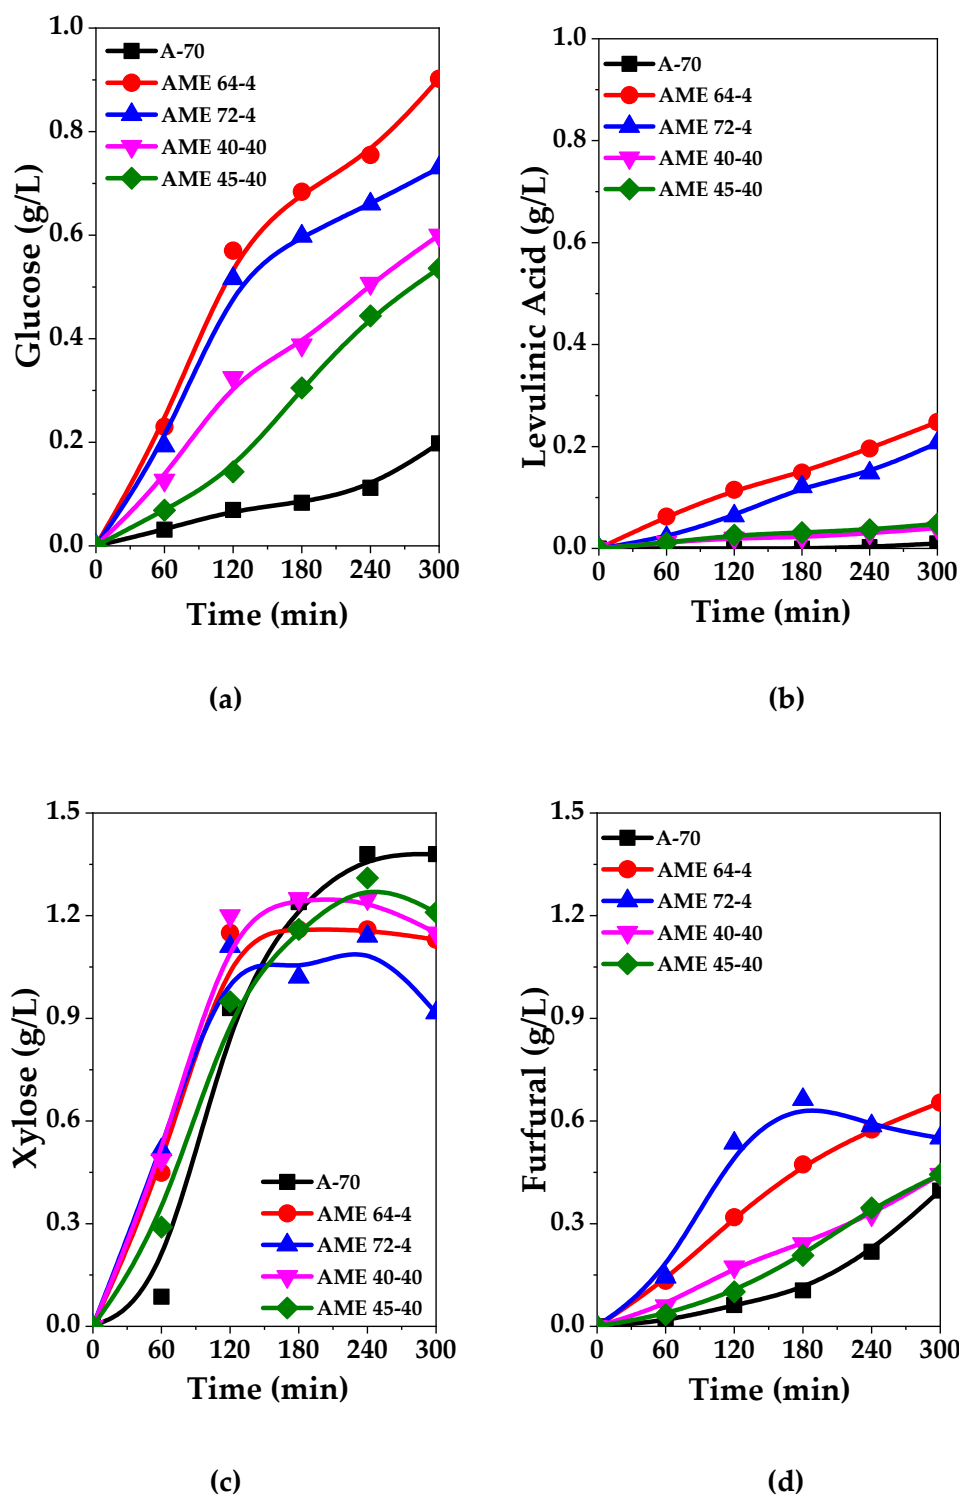 1.0
0.8
0.6
0.4
0.2
0.0
Glucose (g/L)
A-70
AME 64-4
AME 72-4
AME 40-40
AME 45-40
0 60 120 180 240 300
Time (min)
(a)
1.0
0.8
0.6
0.4
0.2
0.0
Levulinic Acid (g/L)
A-70
AME 64-4
AME 72-4
AME 40-40
AME 45-40
0 60 120 180 240 300
Time (min)
(b)
1.5
1.2
0.9
0.6
0.3
0.0
Xylose (g/L)
A-70
AME 64-4
AME 72-4
AME 40-40
AME 45-40
0 60 120 180 240 300
Time (min)
(c)
1.5
1.2
0.9
0.6
0.3
0.0
Furfural (g/L)
A-70
AME 64-4
AME 72-4
AME 40-40
AME 45-40
0 60 120 180 240 300
Time (min)
(d)